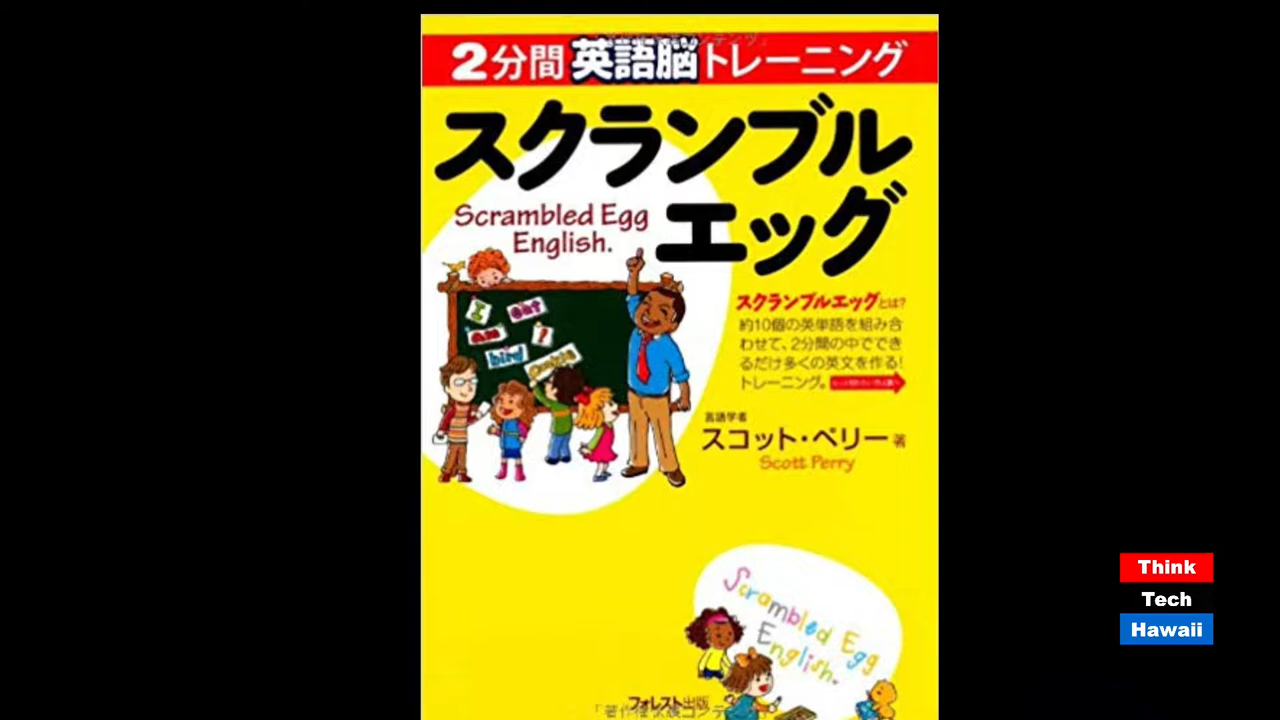 2分間 英語脳トレーニング
スクランブル
エッグ
Scrambled Egg
English.
I
eat
am
?
bird
cookie
スクランブルエッグとは?
約10個の英単語を組み合
わせて、2分間の中ででき
るだけ多くの英文を作る!
トレーニング。
言語学者
スコット・ペリー 著
Scott Perry
Think
Tech
Hawaii
Scrambled Egg
English.
フォレスト出版